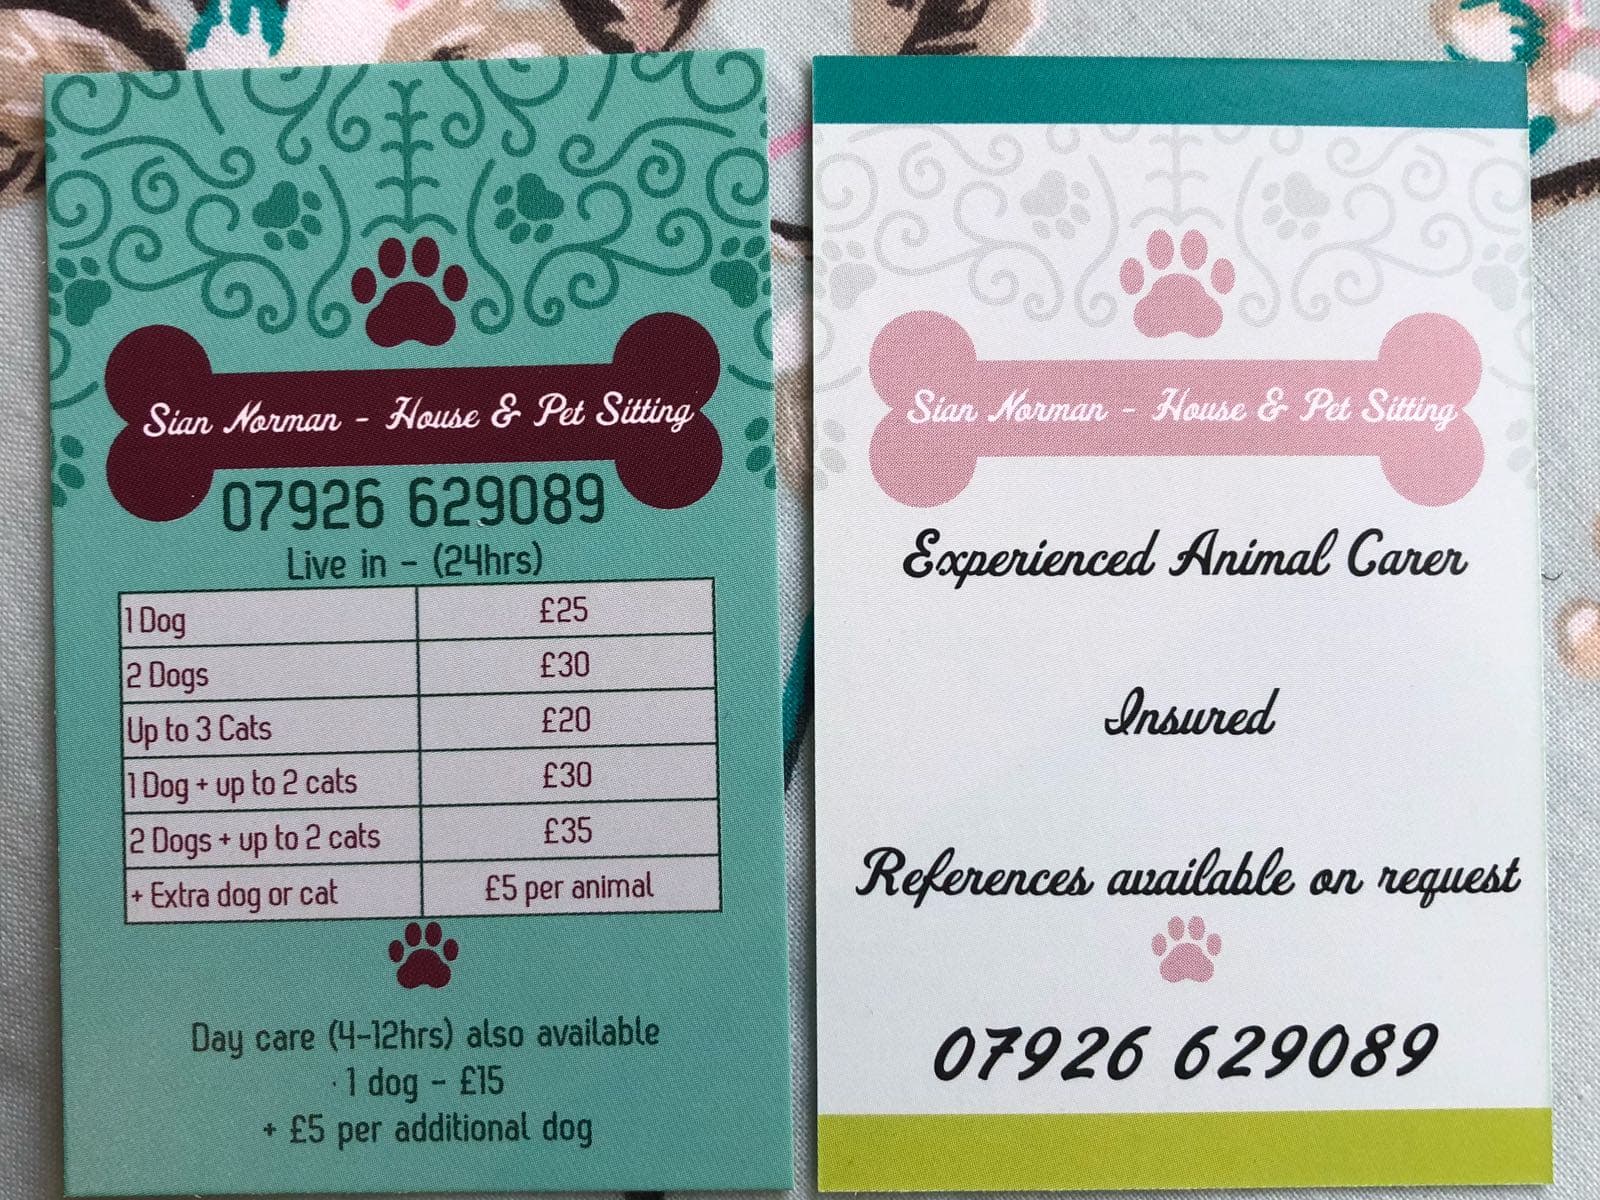 Sian Norman - House & Pet Sitting
07926 629089
Live in - (24hrs)
1 Dog £25
2 Dogs £30
Up to 3 Cats £20
1 Dog + up to 2 cats £30
2 Dogs + up to 2 cats £35
+ Extra dog or cat £5 per animal
Day care (4-12hrs) also available
· 1 dog - £15
+ £5 per additional dog
Sian Norman - House & Pet Sitting
Experienced Animal Carer
Insured
References available on request
07926 629089